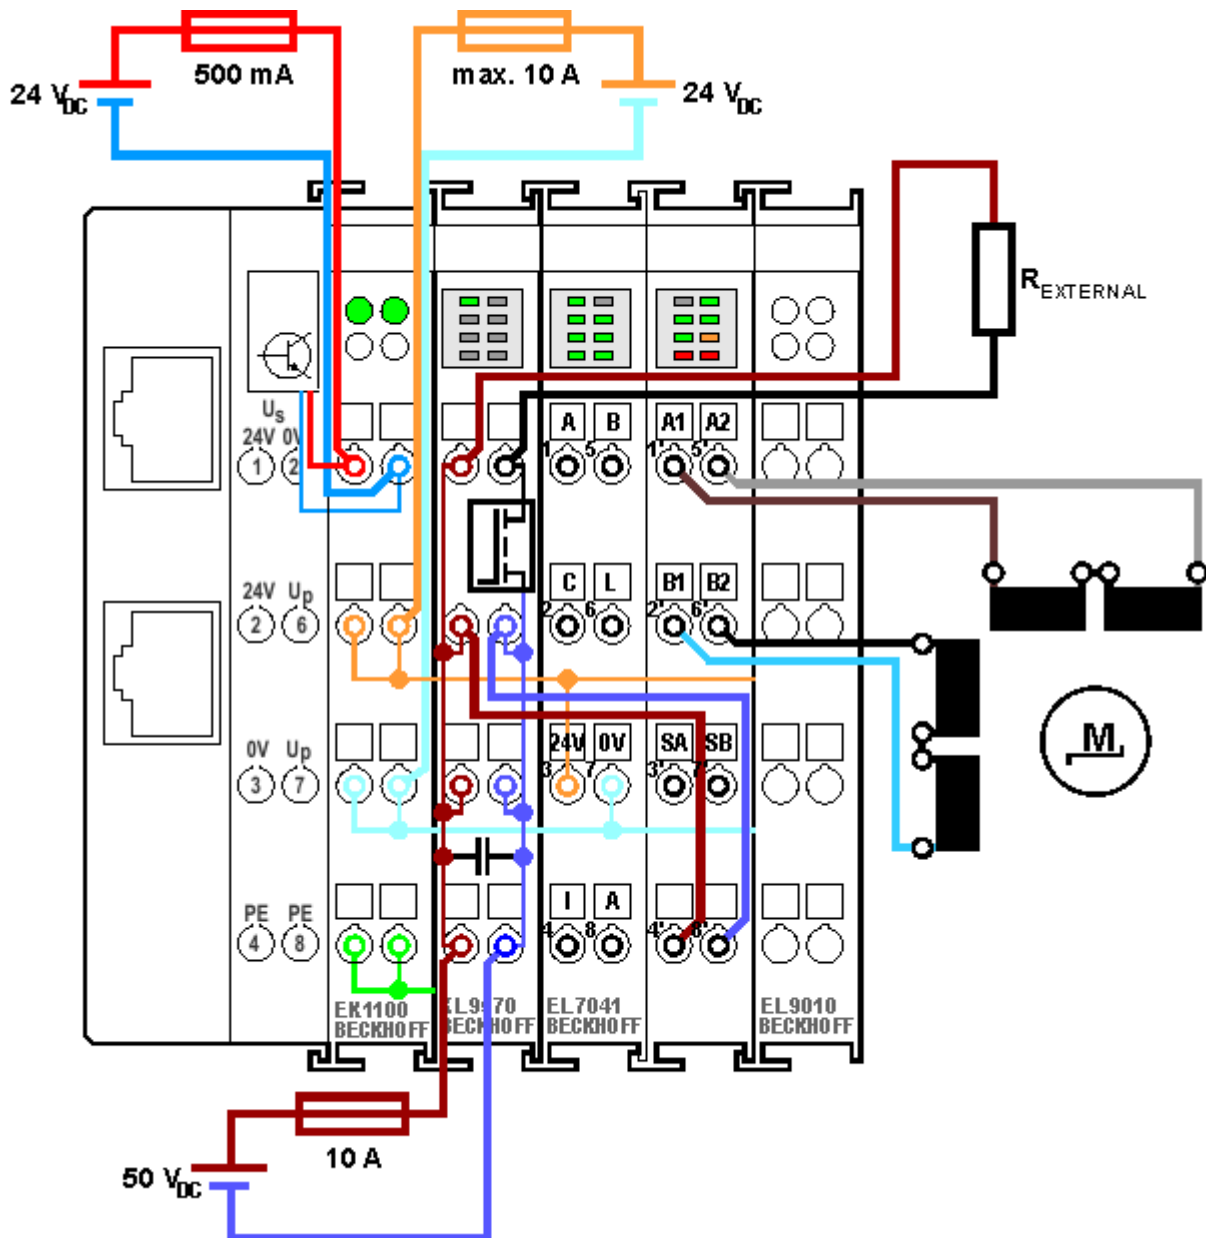 500 mA
max. 10 A
24 VDC
24 VDC
REXTERNAL
Us
24V 0V
1 2
A B
A1 A2
1 5
1' 5'
24V Up
2 6
C L
B1 B2
2 6
2' 6'
M
0V Up
3 7
24V 0V
SA SB
3 7
3' 7'
PE PE
4 8
I A
4 8
4' 8'
EK1100
BECKHOFF
BECKHOFF
EL7041
BECKHOFF
EL9010
BECKHOFF
10 A
50 VDC